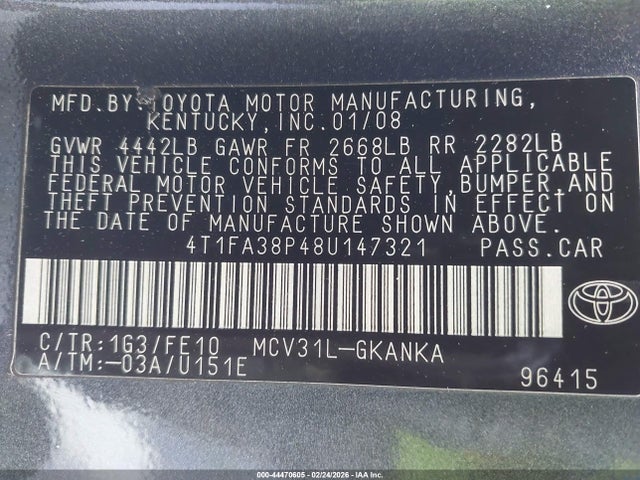 MFD. BY TOYOTA MOTOR MANUFACTURING,
KENTUCKY, INC. 01/08
GVWR 4442LB GAWR FR 2668LB RR 2282LB
THIS VEHICLE CONFORMS TO ALL APPLICABLE
FEDERAL MOTOR VEHICLE SAFETY, BUMPER, AND
THEFT PREVENTION STANDARDS IN EFFECT ON
THE DATE OF MANUFACTURE SHOWN ABOVE.
4T1FA38P48U147321 PASS. CAR
C/TR: 1G3/FE10 MCV31L-GKANKA
A/TM: -03A/U151E
96415
000-44470605 - 02/24/2026 - IAA Inc.